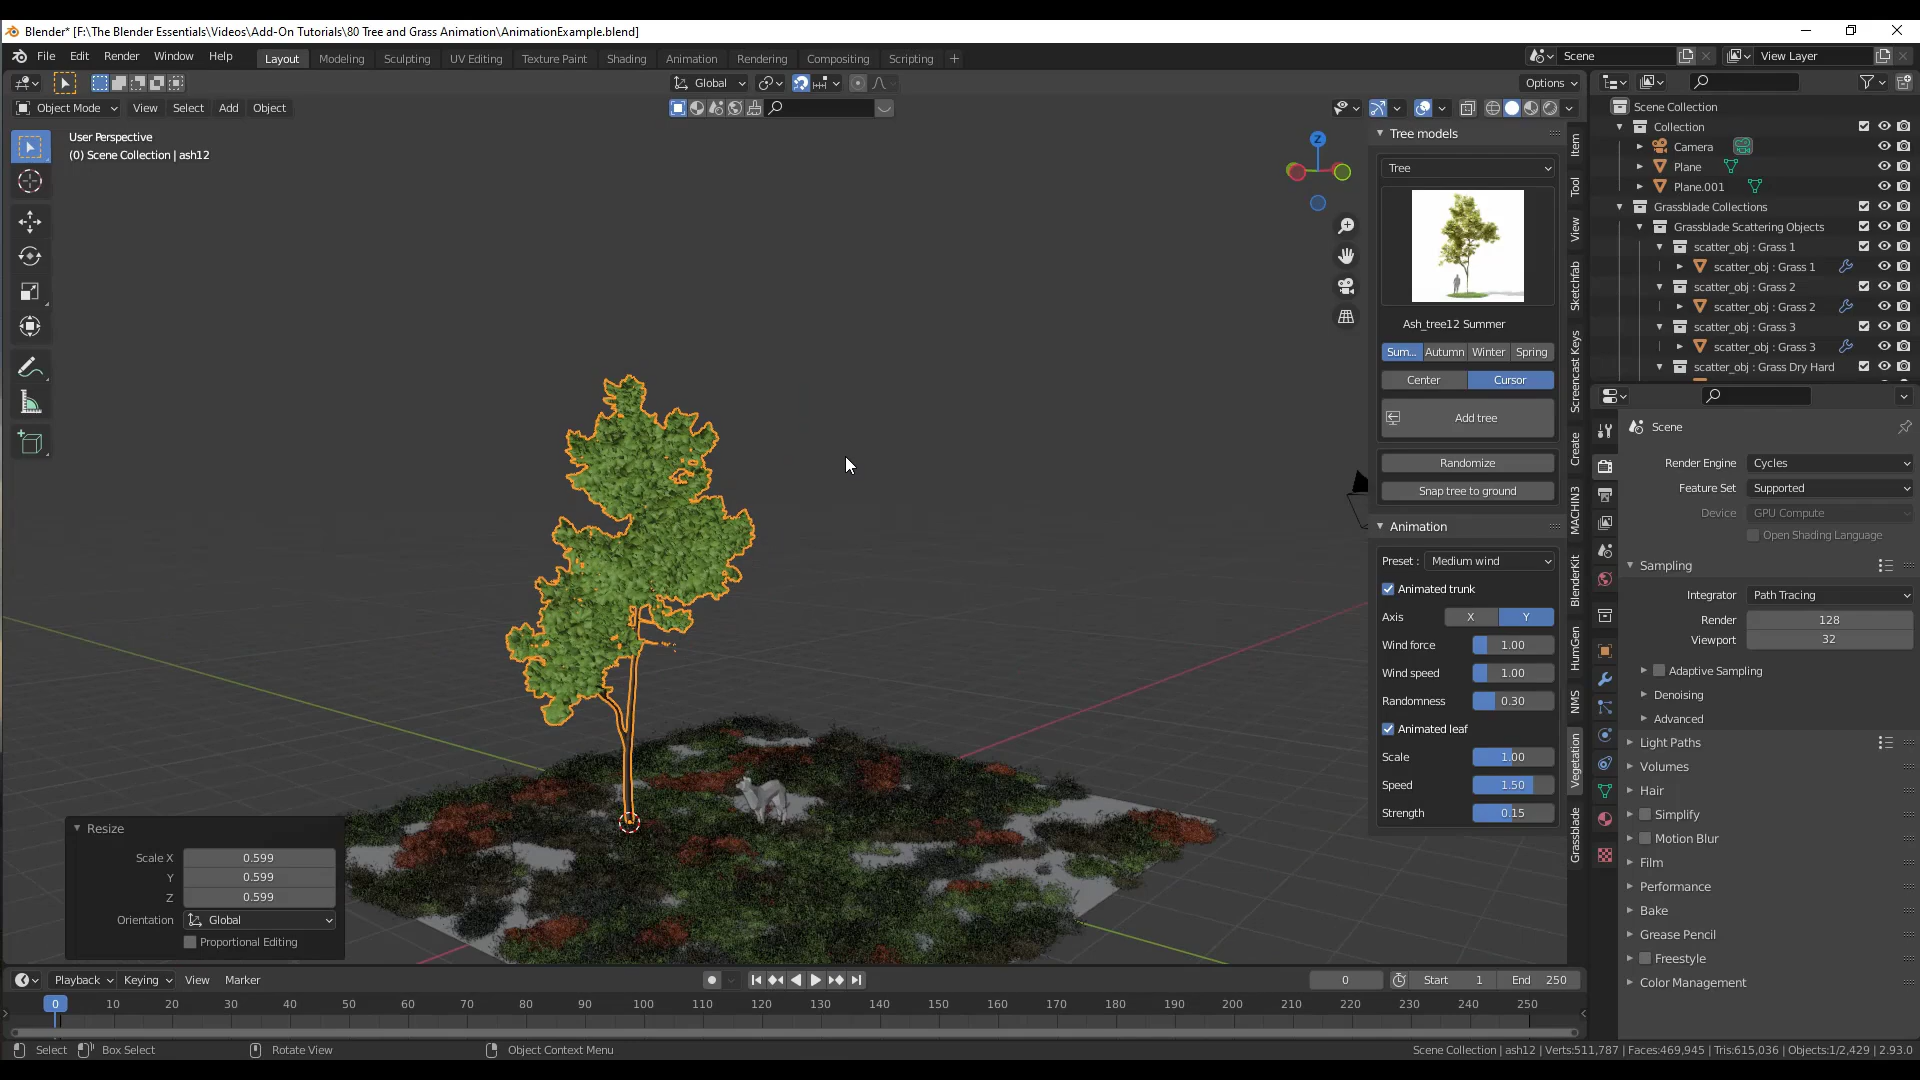 Blender* [F:\The Blender Essentials\Videos\Add-On Tutorials\80 Tree and Grass Animation\AnimationExample.blend]
File Edit Render Window Help Layout Modeling Sculpting UV Editing Texture Paint Shading Animation Rendering Compositing Scripting +
Scene
View Layer
Global
Options
Object Mode View Select Add Object
User Perspective
(0) Scene Collection | ash12
Z
Tree models
Tree
Ash_tree12 Summer
Sum... Autumn Winter Spring
Center Cursor
Add tree
Randomize
Snap tree to ground
Animation
Preset : Medium wind
Animated trunk
Axis X Y
Wind force 1.00
Wind speed 1.00
Randomness 0.30
Animated leaf
Scale 1.00
Speed 1.50
Strength 0.15
Item
Tool
View
Sketchfab
Screencast Keys
Create
MACHIN3
BlenderKit
HumGen
NMS
Vegetation
Grassblade
Scene Collection
Collection
Camera
Plane
Plane.001
Grassblade Collections
Grassblade Scattering Objects
scatter_obj : Grass 1
scatter_obj : Grass 1
scatter_obj : Grass 2
scatter_obj : Grass 2
scatter_obj : Grass 3
scatter_obj : Grass 3
scatter_obj : Grass Dry Hard
Scene
Render Engine Cycles
Feature Set Supported
Device GPU Compute
Open Shading Language
Sampling
Integrator Path Tracing
Render 128
Viewport 32
Adaptive Sampling
Denoising
Advanced
Light Paths
Volumes
Hair
Simplify
Motion Blur
Film
Performance
Bake
Grease Pencil
Freestyle
Color Management
Resize
Scale X 0.599
Y 0.599
Z 0.599
Orientation Global
Proportional Editing
Playback Keying View Marker
0 Start 1 End 250
0 10 20 30 40 50 60 70 80 90 100 110 120 130 140 150 160 170 180 190 200 210 220 230 240 250
Select Box Select Rotate View Object Context Menu
Scene Collection | ash12 | Verts:511,787 | Faces:469,945 | Tris:615,036 | Objects:1/2,429 | 2.93.0